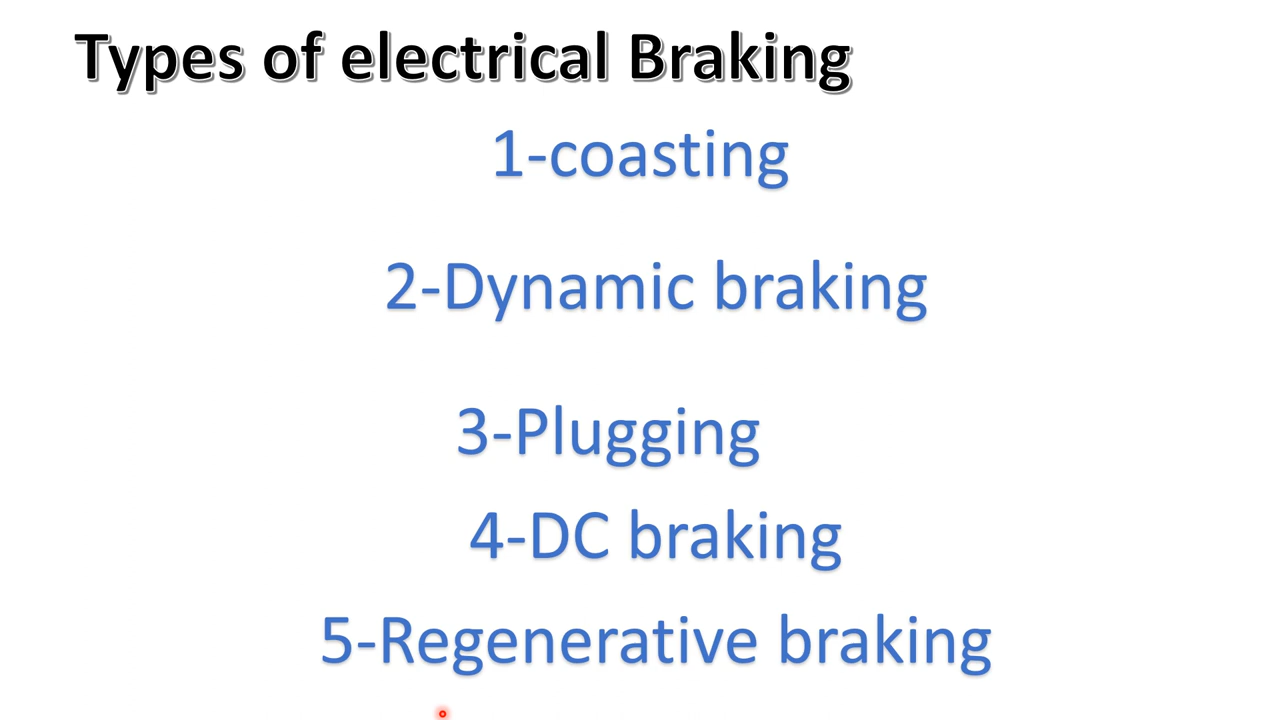 Types of electrical Braking
1-coasting
2-Dynamic braking
3-Plugging
4-DC braking
5-Regenerative braking